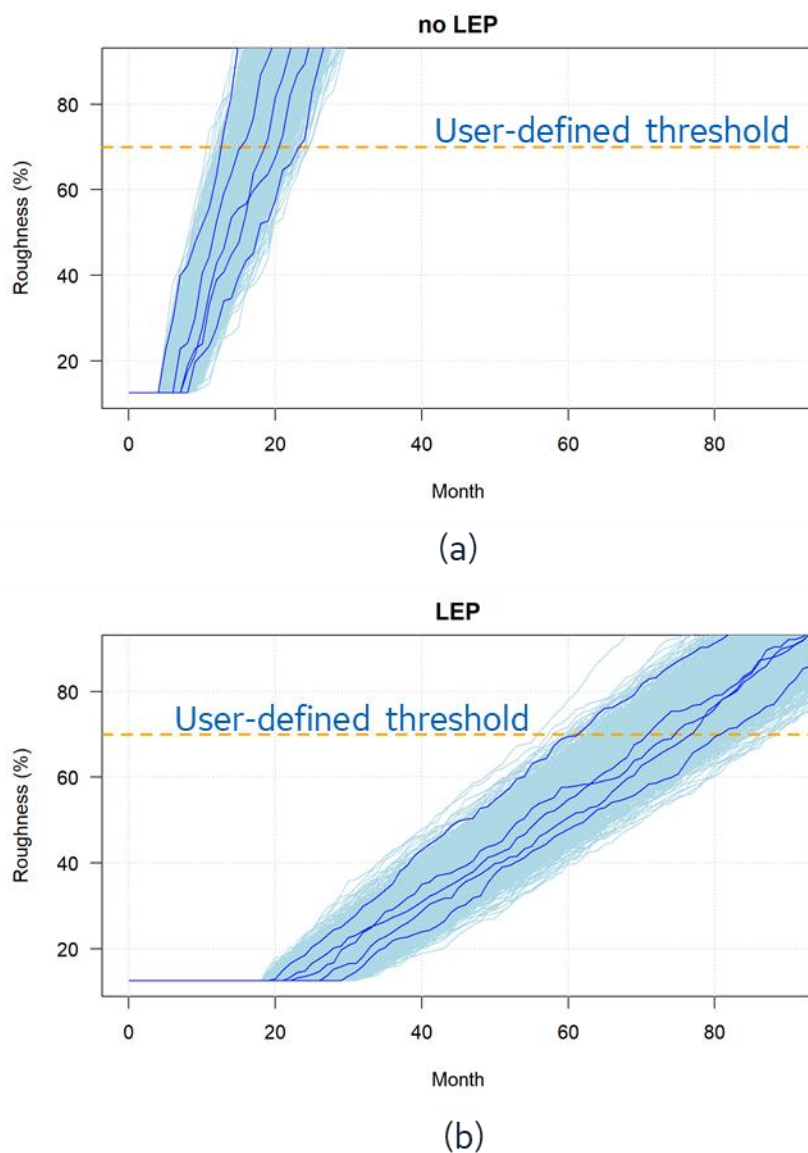 no LEP
User-defined threshold
Roughness (%)
80
60
40
20
0 20 40 60 80
Month
(a)
LEP
User-defined threshold
Roughness (%)
80
60
40
20
0 20 40 60 80
Month
(b)